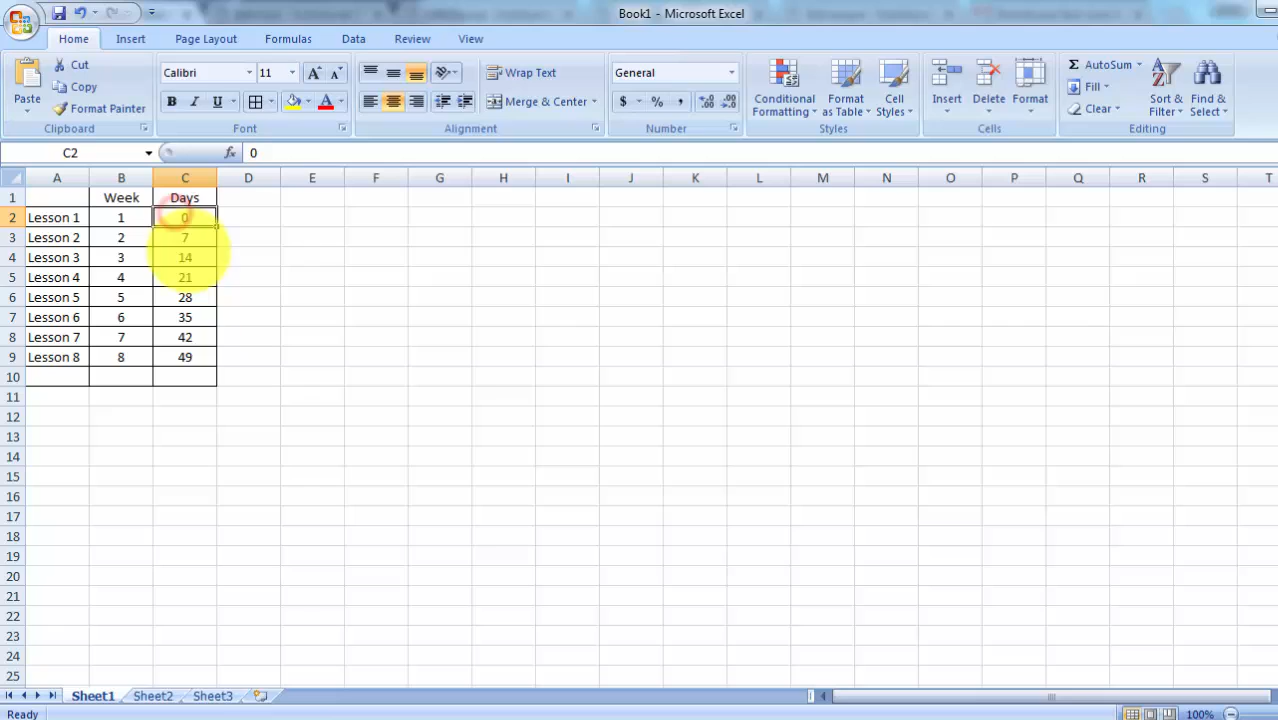 Book1 - Microsoft Excel
Home Insert Page Layout Formulas Data Review View
Paste Cut Copy Format Painter Clipboard
Calibri 11 A A B I U A Font
Wrap Text Merge & Center Alignment
General $ % , .0 .00 .00 .0 Number
Conditional Formatting Format as Table Cell Styles Styles
Insert Delete Format Cells
Σ AutoSum Fill Clear Sort & Filter Find & Select Editing
C2 fx 0
A B C D E F G H I J K L M N O P Q R S T
1 Week Days
2 Lesson 1 1 0
3 Lesson 2 2 7
4 Lesson 3 3 14
5 Lesson 4 4 21
6 Lesson 5 5 28
7 Lesson 6 6 35
8 Lesson 7 7 42
9 Lesson 8 8 49
10
11
12
13
14
15
16
17
18
19
20
21
22
23
24
25
Sheet1 Sheet2 Sheet3
Ready 100%